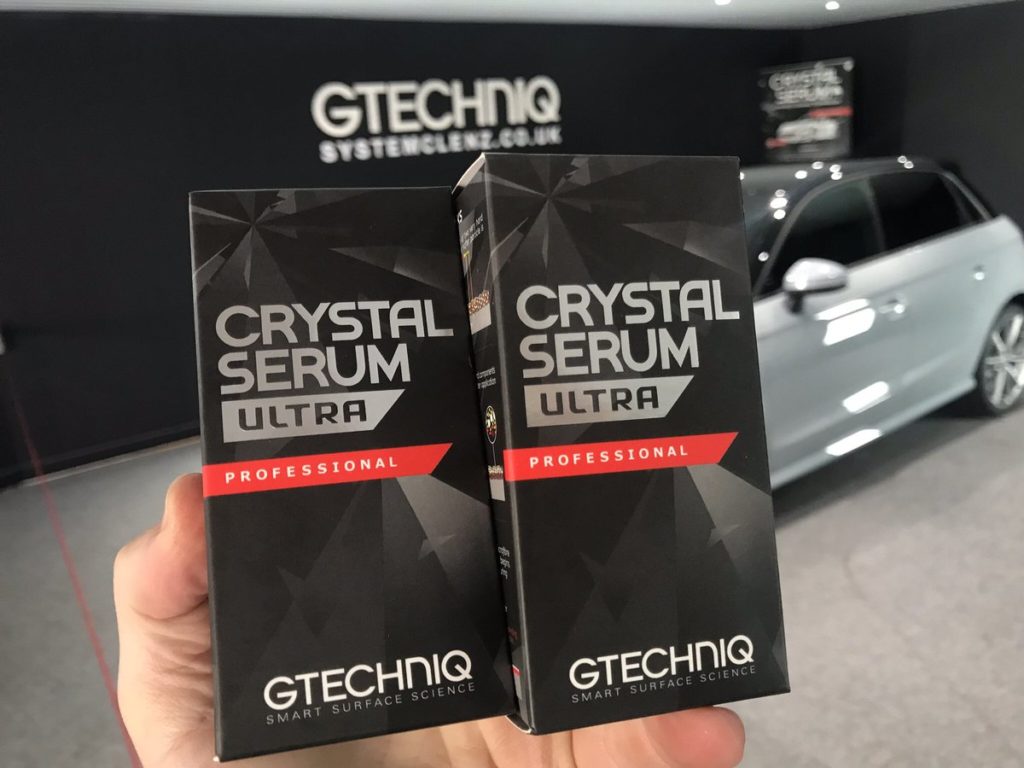 GTECHNIQ
SYSTEMCLENZ.CO.UK
CRYSTAL
SERUM
CRYSTAL
SERUM
ULTRA
PROFESSIONAL
GTECHNIQ
SMART SURFACE SCIENCE
CRYSTAL
SERUM
ULTRA
PROFESSIONAL
GTECHNIQ
SMART SURFACE SCIENCE